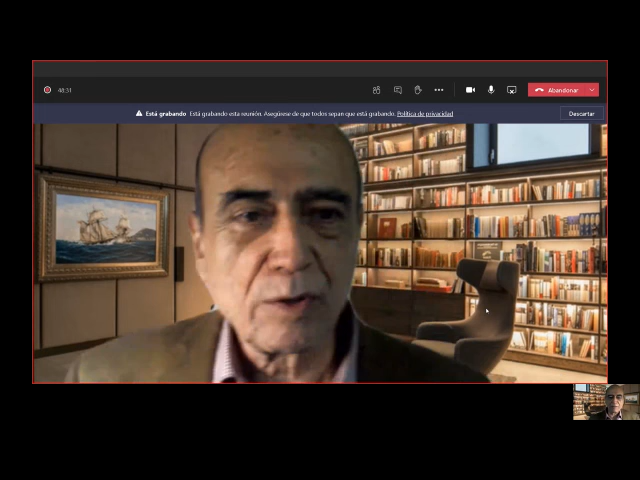 48:31
Abandonar
Está grabando Está grabando esta reunión. Asegúrese de que todos sepan que está grabando. Política de privacidad
Descartar